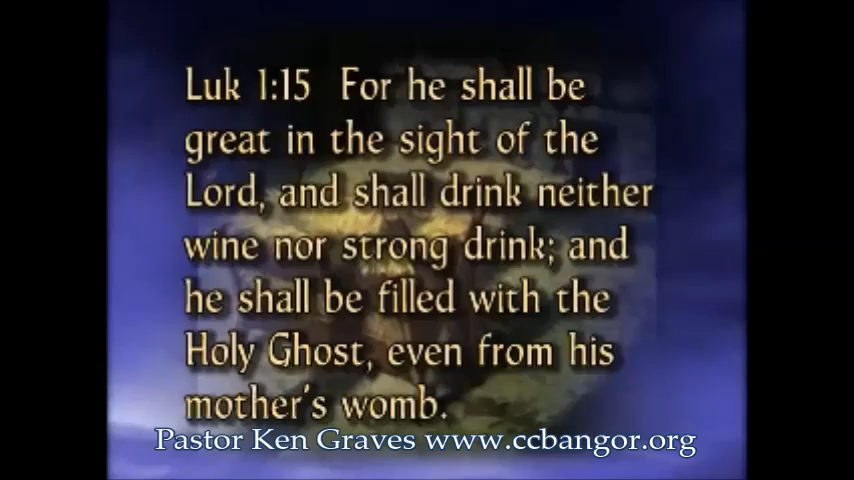 Luk 1:15 For he shall be
great in the sight of the
Lord, and shall drink neither
wine nor strong drink; and
he shall be filled with the
Holy Ghost, even from his
mother's womb.
Pastor Ken Graves www.ccbangor.org